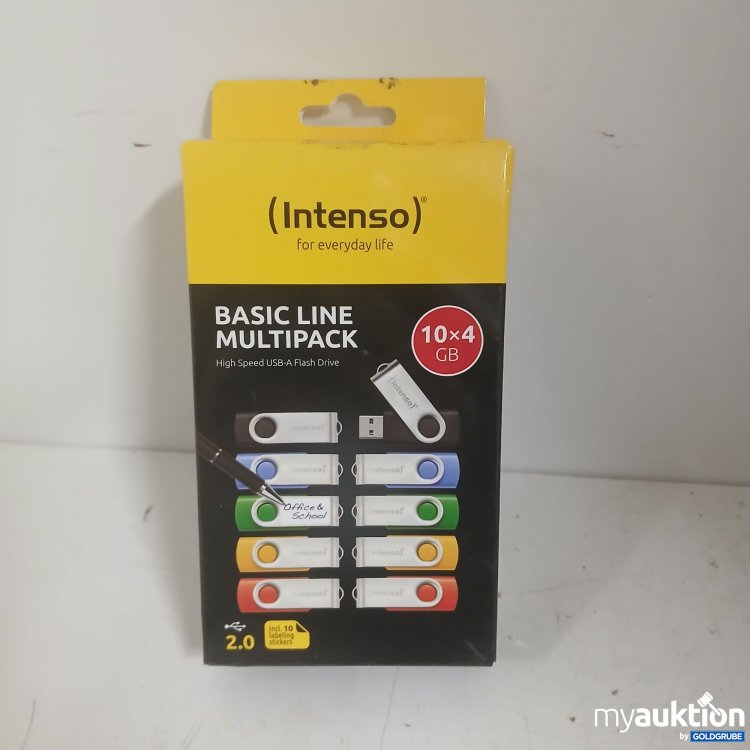 (Intenso)®
for everyday life
BASIC LINE
MULTIPACK
High Speed USB-A Flash Drive
10×4
GB
(Intenso)®
(Intenso)
(Intenso)
(Intenso)
Office &
School
(Intenso)
(Intenso)
(Intenso)
(Intenso)
(Intenso)
2.0
incl. 10
labeling
stickers
myauktion
by GOLDGRUBE